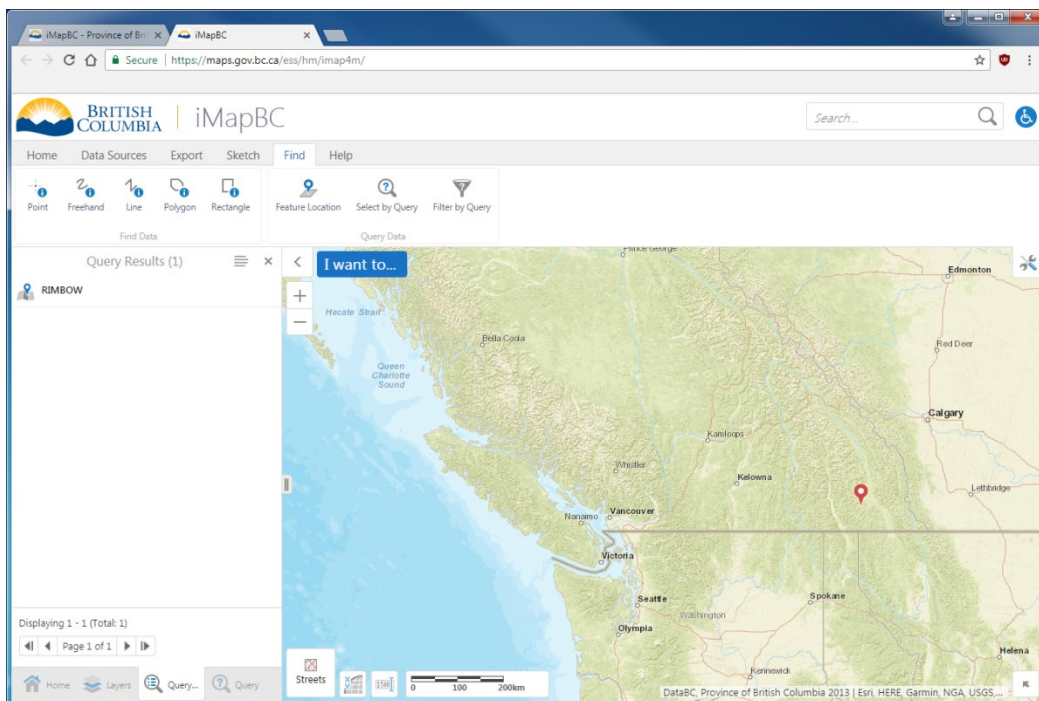 iMapBC - Province of Bri
iMapBC
Secure
https://maps.gov.bc.ca/ess/hm/imap4m/
BRITISH
COLUMBIA
iMapBC
Search...
Home
Data Sources
Export
Sketch
Find
Help
Point
Freehand
Line
Polygon
Rectangle
Feature Location
Select by Query
Filter by Query
Find Data
Query Data
Query Results (1)
I want to...
RIMBOW
Prince George
Edmonton
Hecate Strait
Bella Coola
Red Deer
Queen
Charlotte
Sound
Calgary
Kamloops
Whistler
Kelowna
Lethbridge
Nanaimo
Vancouver
Victoria
Seattle
Spokane
Washington
Olympia
Helena
Kennewick
Displaying 1 - 1 (Total: 1)
Page 1 of 1
Home
Layers
Query...
Query
Streets
1:500
0 100 200km
DataBC, Province of British Columbia 2013 | Esri, HERE, Garmin, NGA, USGS,...